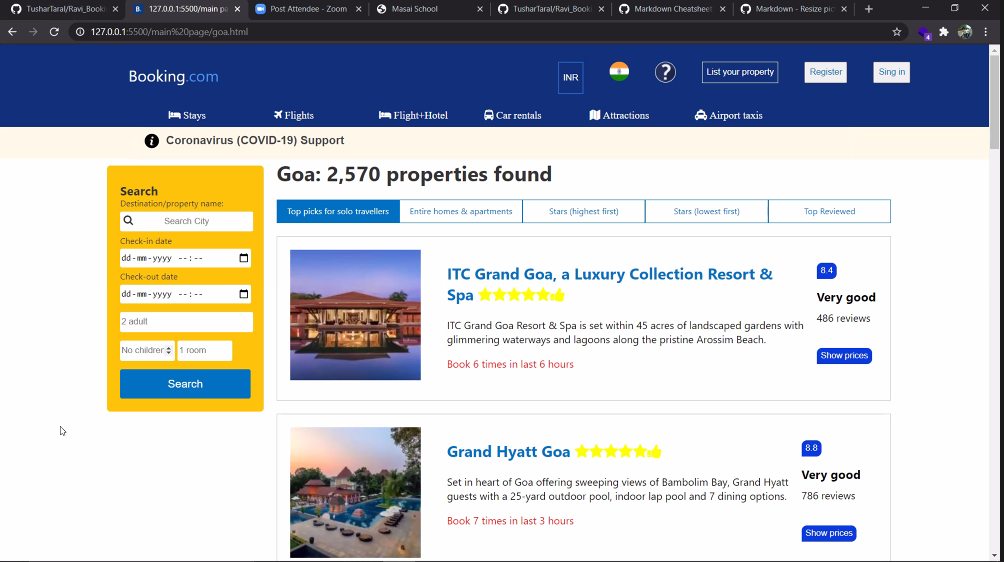 TusharTaral/Ravi_Book
127.0.0.1:5500/main pa
Post Attendee - Zoom
Masai School
TusharTaral/Ravi_Book
Markdown Cheatsheet
Markdown - Resize pic
127.0.0.1:5500/main%20page/goa.html
4
Booking.com
INR
?
List your property
Register
Sing in
Stays
Flights
Flight+Hotel
Car rentals
Attractions
Airport taxis
i Coronavirus (COVID-19) Support
Search
Destination/property name:
Search City
Check-in date
dd-mm-yyyy --:--
Check-out date
dd-mm-yyyy --:--
2 adult
No children
1 room
Search
Goa: 2,570 properties found
Top picks for solo travellers
Entire homes & apartments
Stars (highest first)
Stars (lowest first)
Top Reviewed
ITC Grand Goa, a Luxury Collection Resort &
Spa
ITC Grand Goa Resort & Spa is set within 45 acres of landscaped gardens with
glimmering waterways and lagoons along the pristine Arossim Beach.
Book 6 times in last 6 hours
8.4
Very good
486 reviews
Show prices
Grand Hyatt Goa
Set in heart of Goa offering sweeping views of Bambolim Bay, Grand Hyatt
guests with a 25-yard outdoor pool, indoor lap pool and 7 dining options.
Book 7 times in last 3 hours
8.8
Very good
786 reviews
Show prices